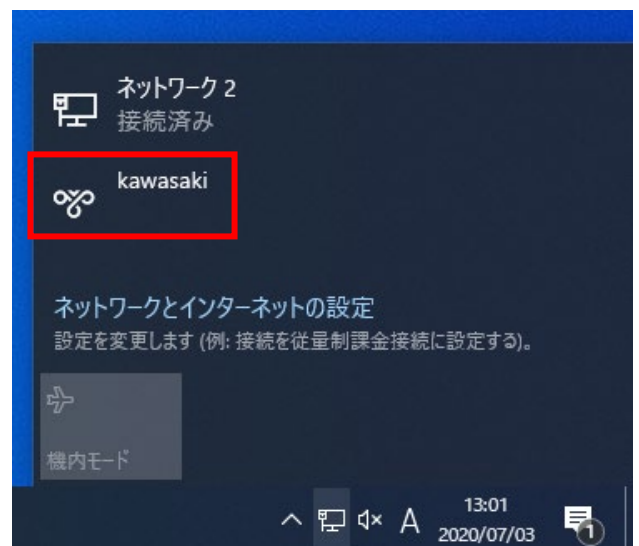 ネットワーク 2
接続済み
kawasaki
ネットワークとインターネットの設定
設定を変更します (例: 接続を従量制課金接続に設定する)。
機内モード
A
13:01
2020/07/03
1